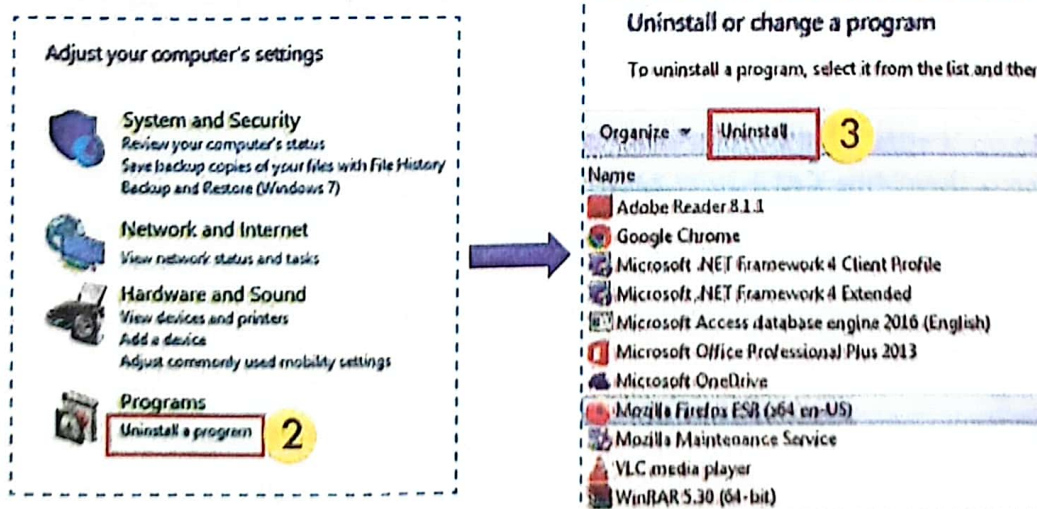 Adjust your computer's settings
System and Security
Review your computer's status
Save backup copies of your files with File History
Backup and Restore (Windows 7)
Network and Internet
View network status and tasks
Hardware and Sound
View devices and printers
Add a device
Adjust commonly used mobility settings
Programs
Uninstall a program
2
Uninstall or change a program
To uninstall a program, select it from the list and then
Organize
Uninstall
3
Name
Adobe Reader 8.1.1
Google Chrome
Microsoft .NET Framework 4 Client Profile
Microsoft .NET Framework 4 Extended
Microsoft Access database engine 2016 (English)
Microsoft Office Professional Plus 2013
Microsoft OneDrive
Mozilla Firefox ESR (x64 en-US)
Mozilla Maintenance Service
VLC media player
WinRAR 5.30 (64-bit)